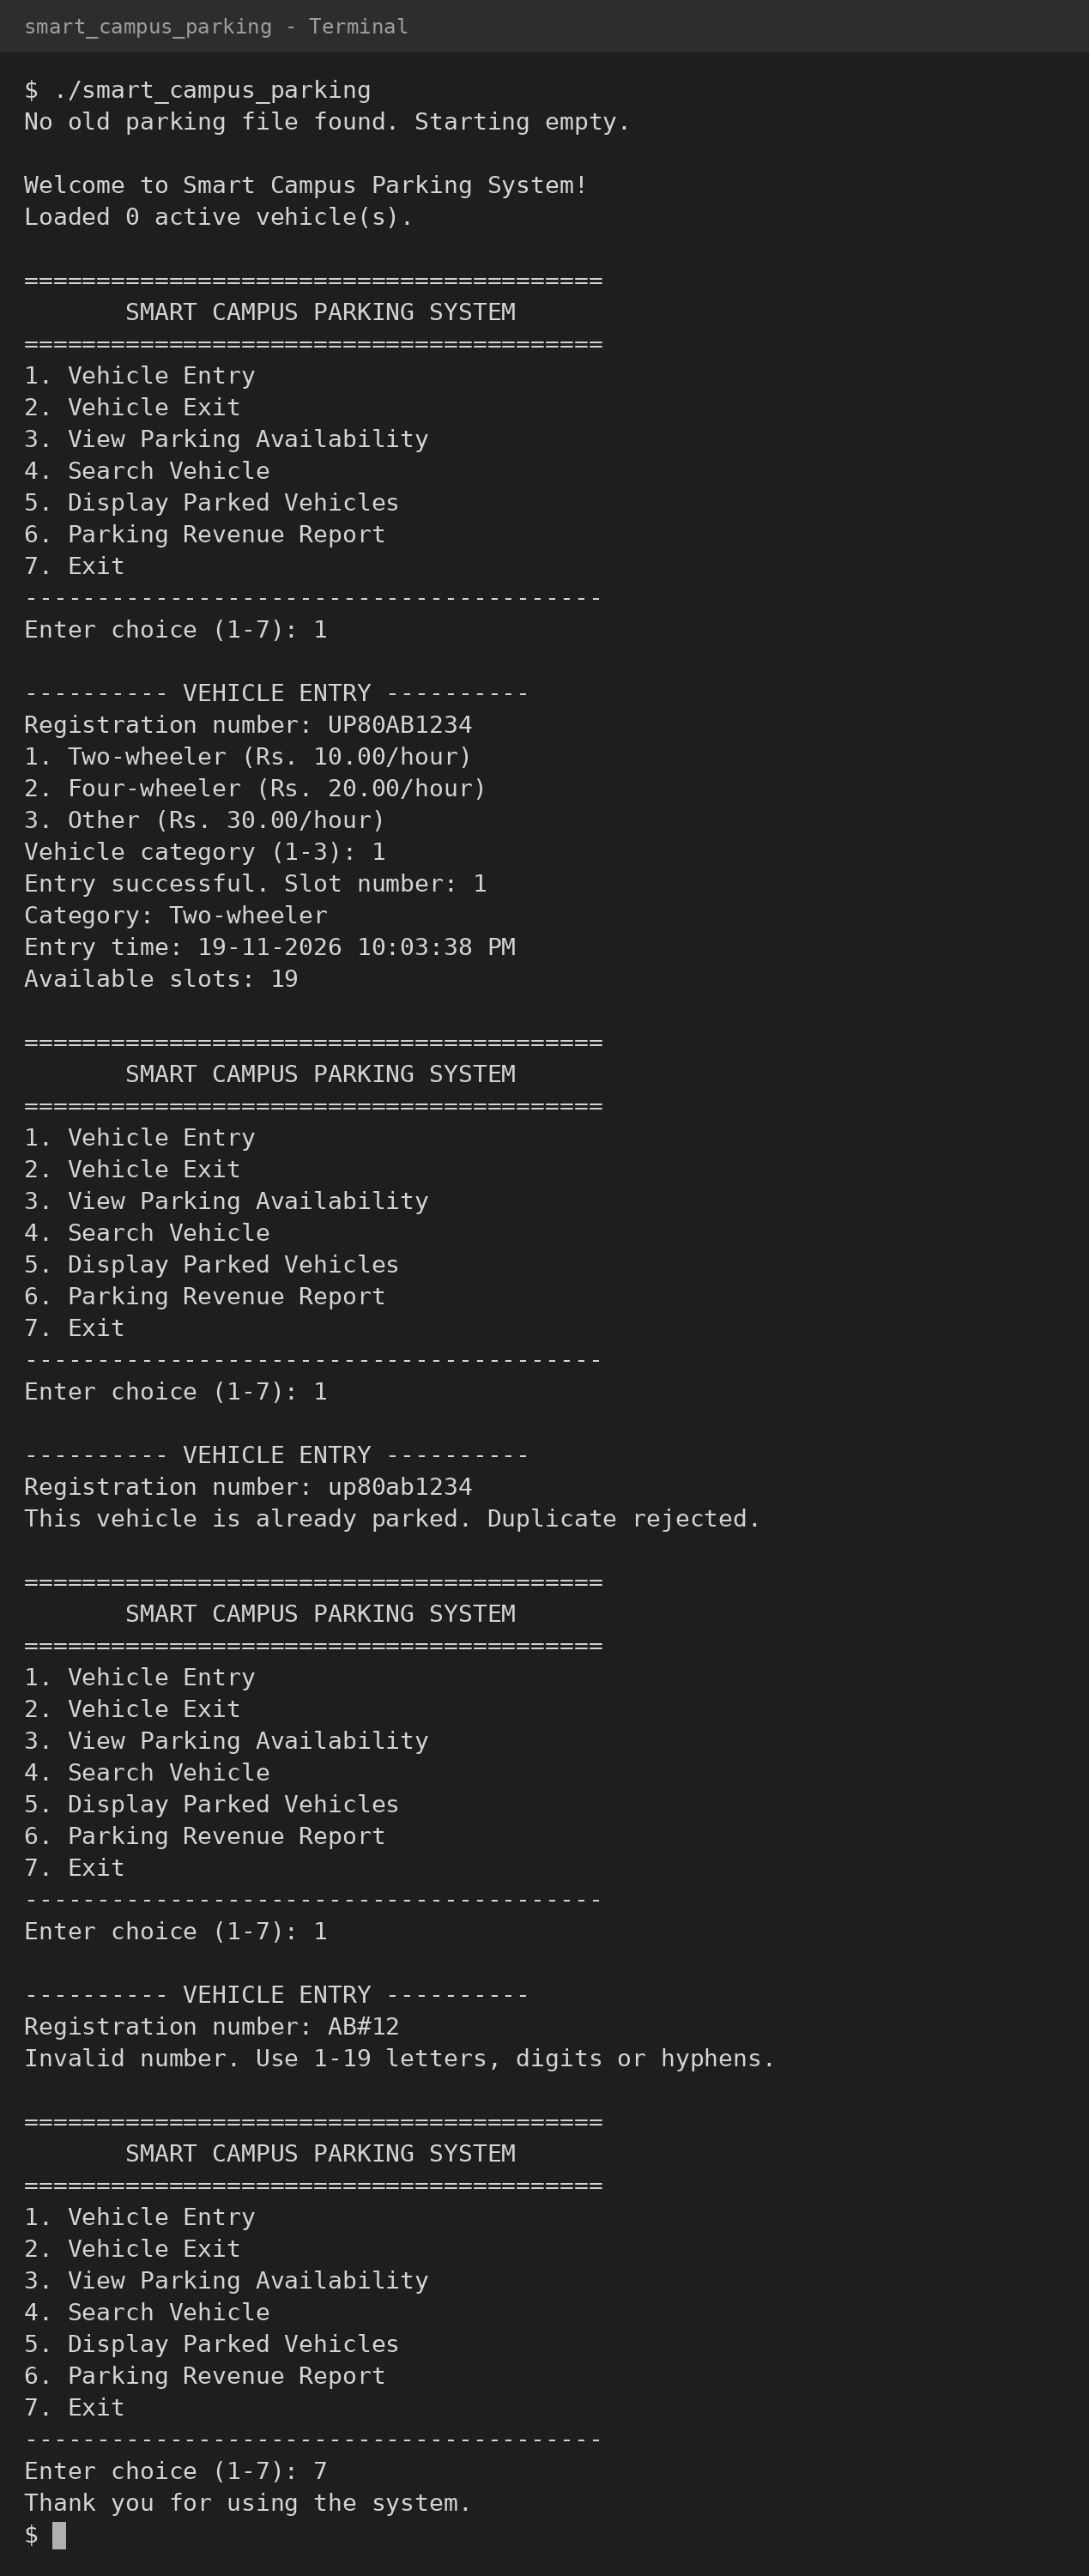 smart_campus_parking - Terminal
$ ./smart_campus_parking
No old parking file found. Starting empty.

Welcome to Smart Campus Parking System!
Loaded 0 active vehicle(s).

========================================
       SMART CAMPUS PARKING SYSTEM
========================================
1. Vehicle Entry
2. Vehicle Exit
3. View Parking Availability
4. Search Vehicle
5. Display Parked Vehicles
6. Parking Revenue Report
7. Exit
----------------------------------------
Enter choice (1-7): 1

---------- VEHICLE ENTRY ----------
Registration number: UP80AB1234
1. Two-wheeler (Rs. 10.00/hour)
2. Four-wheeler (Rs. 20.00/hour)
3. Other (Rs. 30.00/hour)
Vehicle category (1-3): 1
Entry successful. Slot number: 1
Category: Two-wheeler
Entry time: 19-11-2026 10:03:38 PM
Available slots: 19

========================================
       SMART CAMPUS PARKING SYSTEM
========================================
1. Vehicle Entry
2. Vehicle Exit
3. View Parking Availability
4. Search Vehicle
5. Display Parked Vehicles
6. Parking Revenue Report
7. Exit
----------------------------------------
Enter choice (1-7): 1

---------- VEHICLE ENTRY ----------
Registration number: up80ab1234
This vehicle is already parked. Duplicate rejected.

========================================
       SMART CAMPUS PARKING SYSTEM
========================================
1. Vehicle Entry
2. Vehicle Exit
3. View Parking Availability
4. Search Vehicle
5. Display Parked Vehicles
6. Parking Revenue Report
7. Exit
----------------------------------------
Enter choice (1-7): 1

---------- VEHICLE ENTRY ----------
Registration number: AB#12
Invalid number. Use 1-19 letters, digits or hyphens.

========================================
       SMART CAMPUS PARKING SYSTEM
========================================
1. Vehicle Entry
2. Vehicle Exit
3. View Parking Availability
4. Search Vehicle
5. Display Parked Vehicles
6. Parking Revenue Report
7. Exit
----------------------------------------
Enter choice (1-7): 7
Thank you for using the system.
$